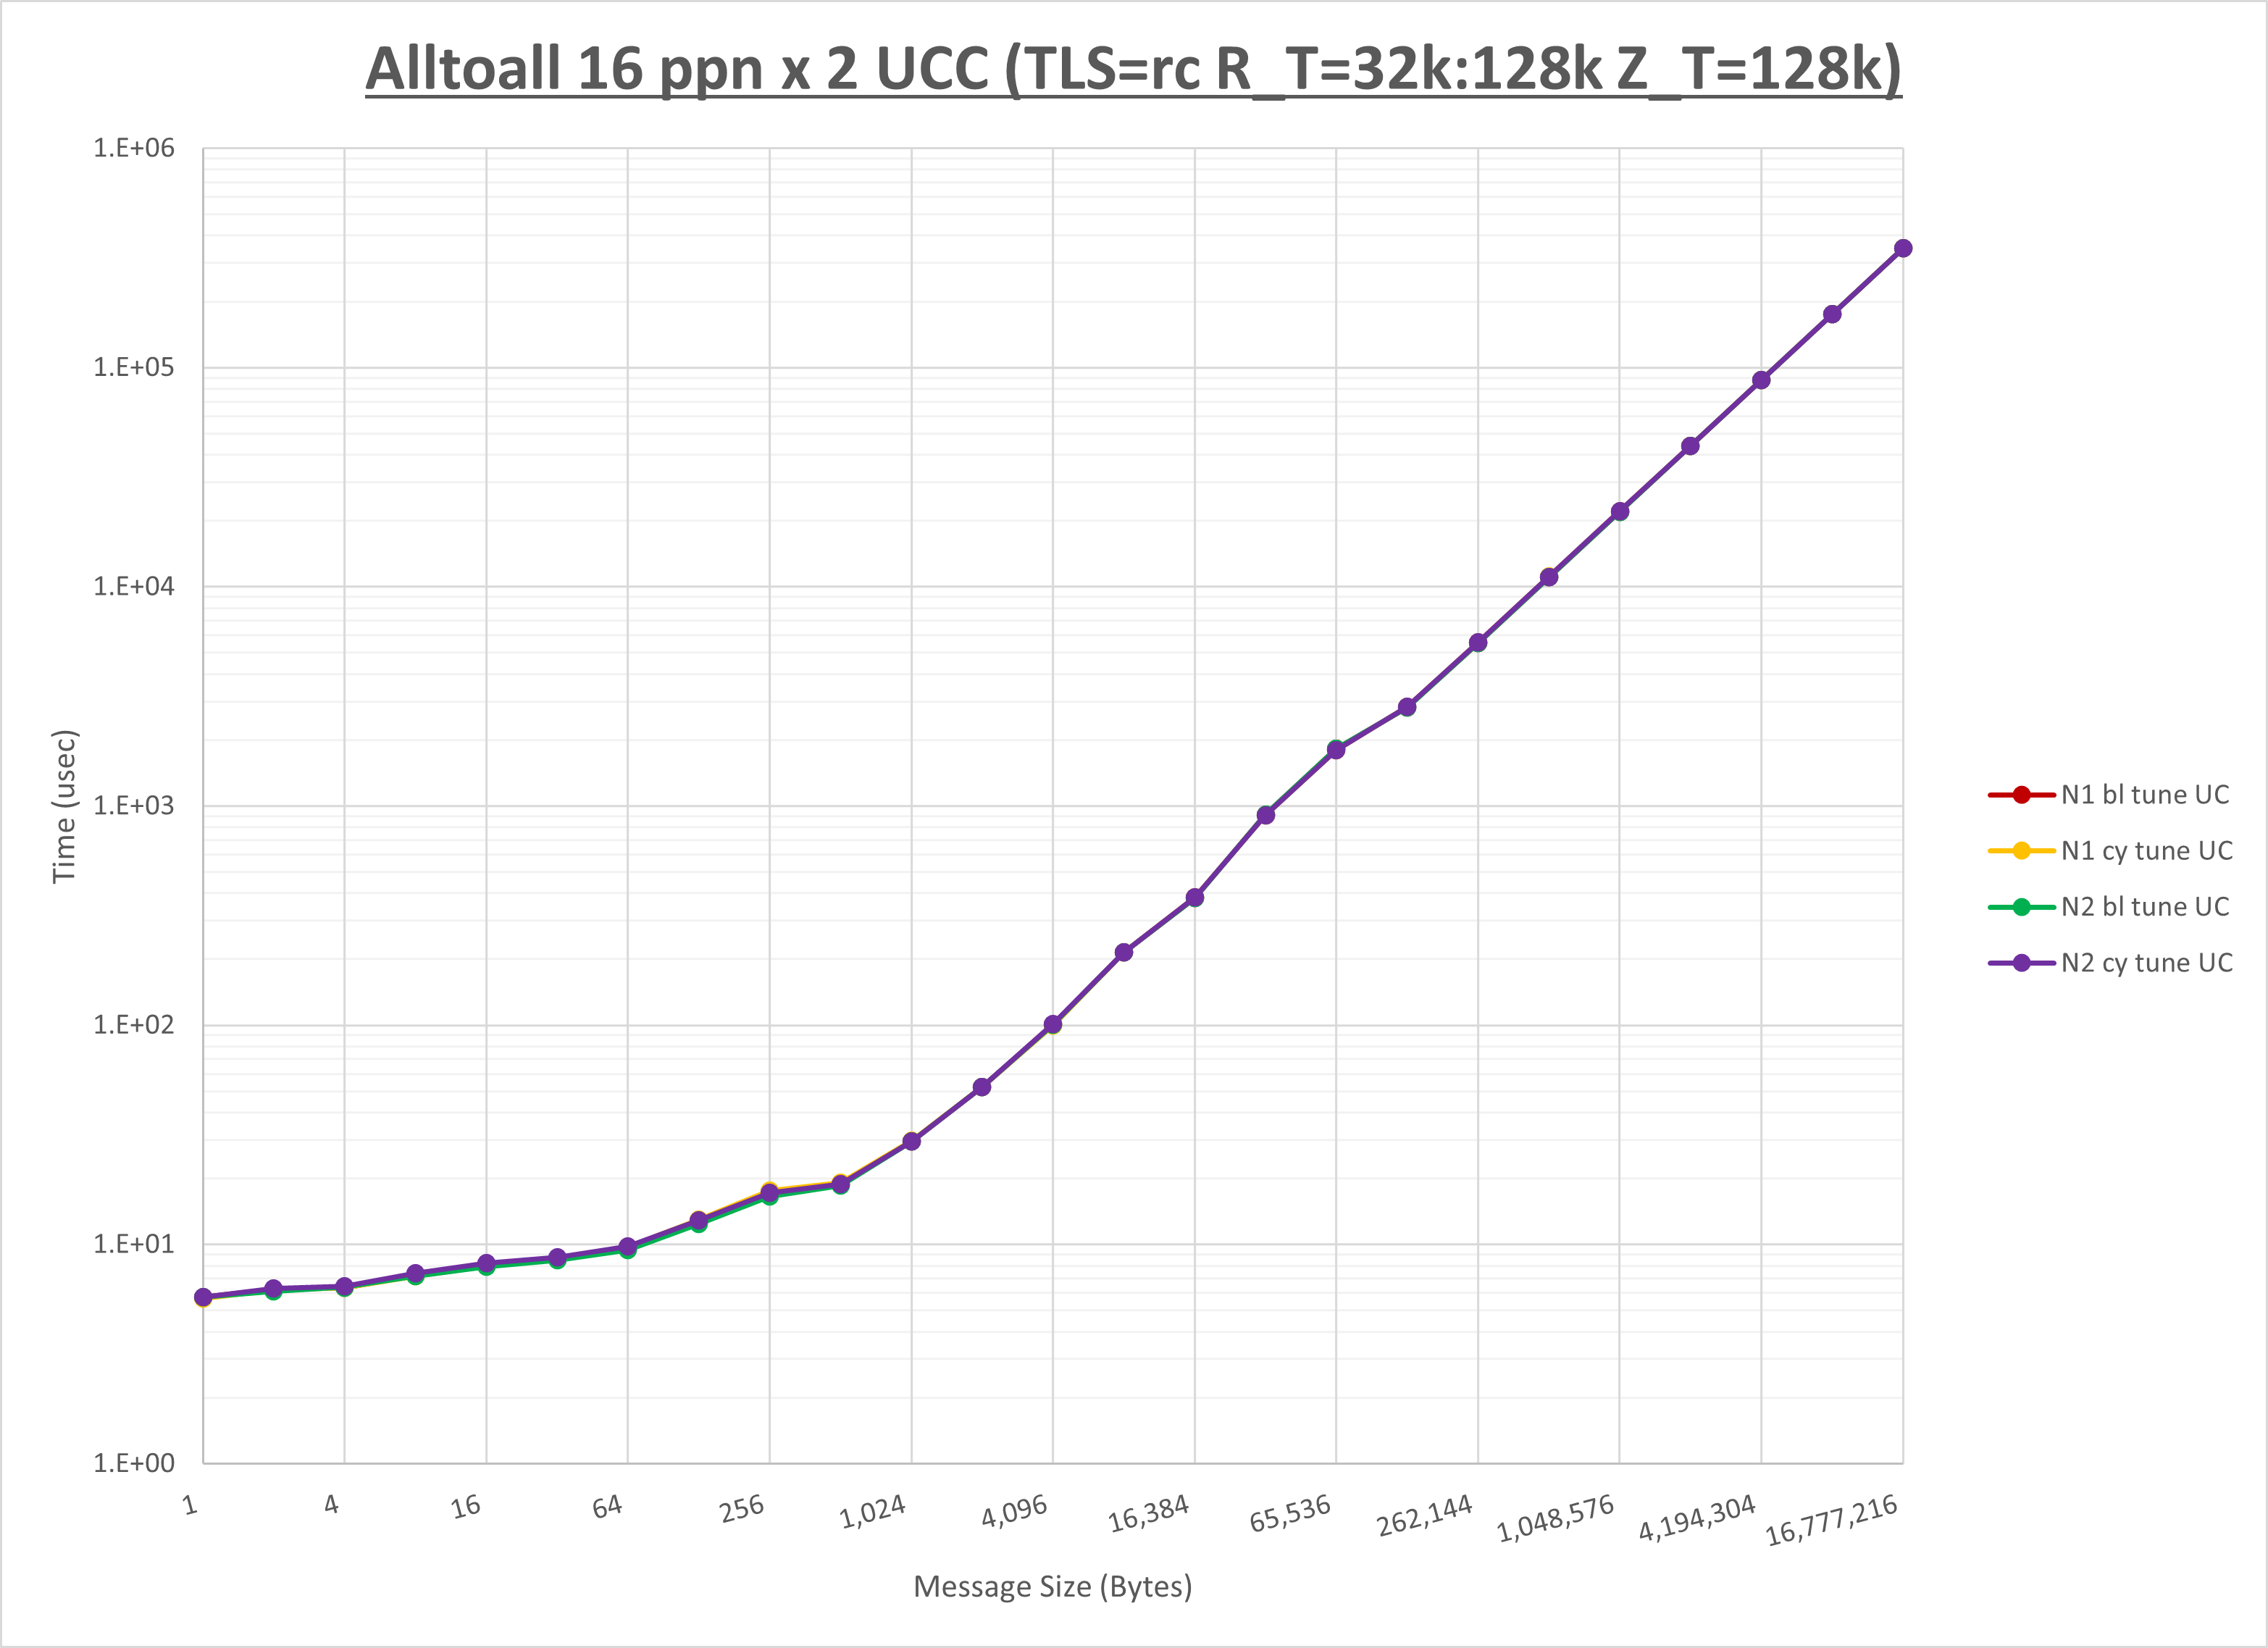 Alltoall 16 ppn x 2 UCC (TLS=rc R_T=32k:128k Z_T=128k)
1.E+06
1.E+05
1.E+04
1.E+03
1.E+02
1.E+01
1.E+00
Time (usec)
1
4
16
64
256
1,024
4,096
16,384
65,536
262,144
1,048,576
4,194,304
16,777,216
Message Size (Bytes)
N1 bl tune UC
N1 cy tune UC
N2 bl tune UC
N2 cy tune UC